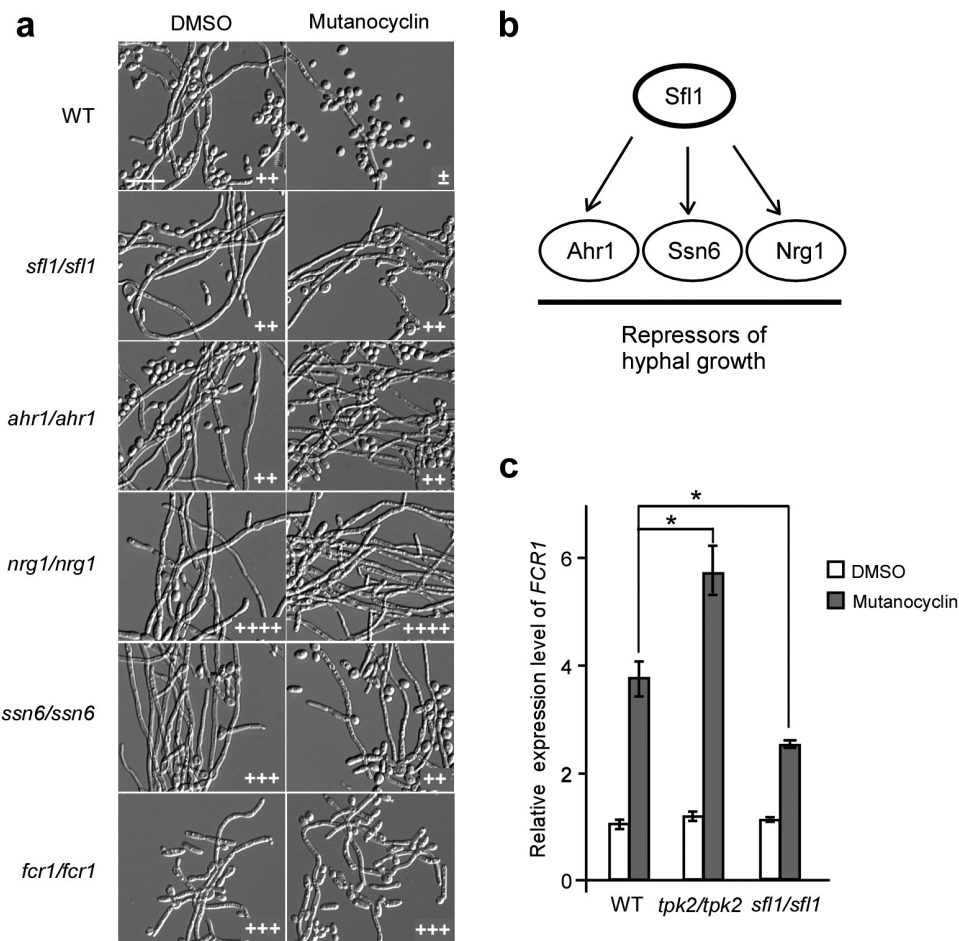 a
DMSO Mutanocyclin
WT
++ ±
sfl1/sfl1
++ ++
ahr1/ahr1
++ ++
nrg1/nrg1
++++ ++++
ssn6/ssn6
+++ ++
fcr1/fcr1
+++ +++
b
Sfl1
Ahr1 Ssn6 Nrg1
Repressors of
hyphal growth
c
Relative expression level of FCR1
6
4
2
0
*
*
DMSO
Mutanocyclin
WT tpk2/tpk2 sfl1/sfl1